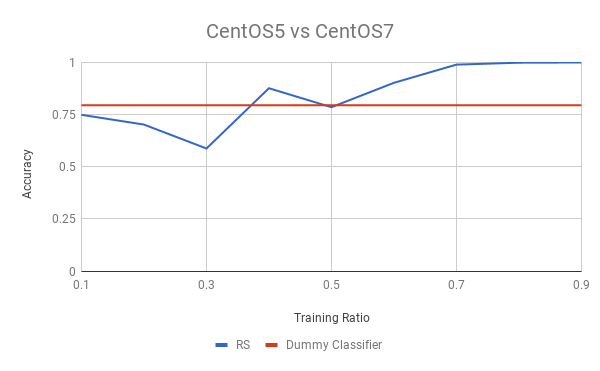 CentOS5 vs CentOS7
1
0.75
0.5
0.25
0
Accuracy
0.1 0.3 0.5 0.7 0.9
Training Ratio
RS Dummy Classifier